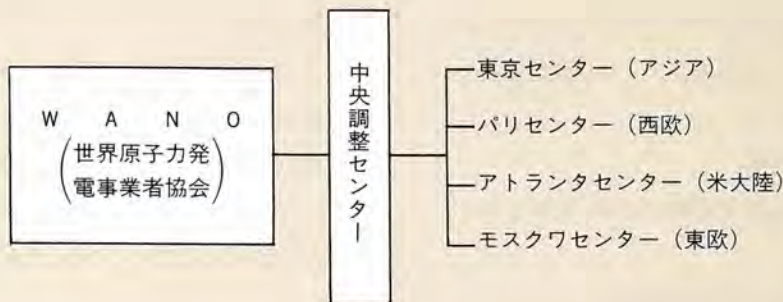 W A N O
(世界原子力発
電事業者協会)
中央調整センター
東京センター (アジア)
パリセンター (西欧)
アトランタセンター (米大陸)
モスクワセンター (東欧)